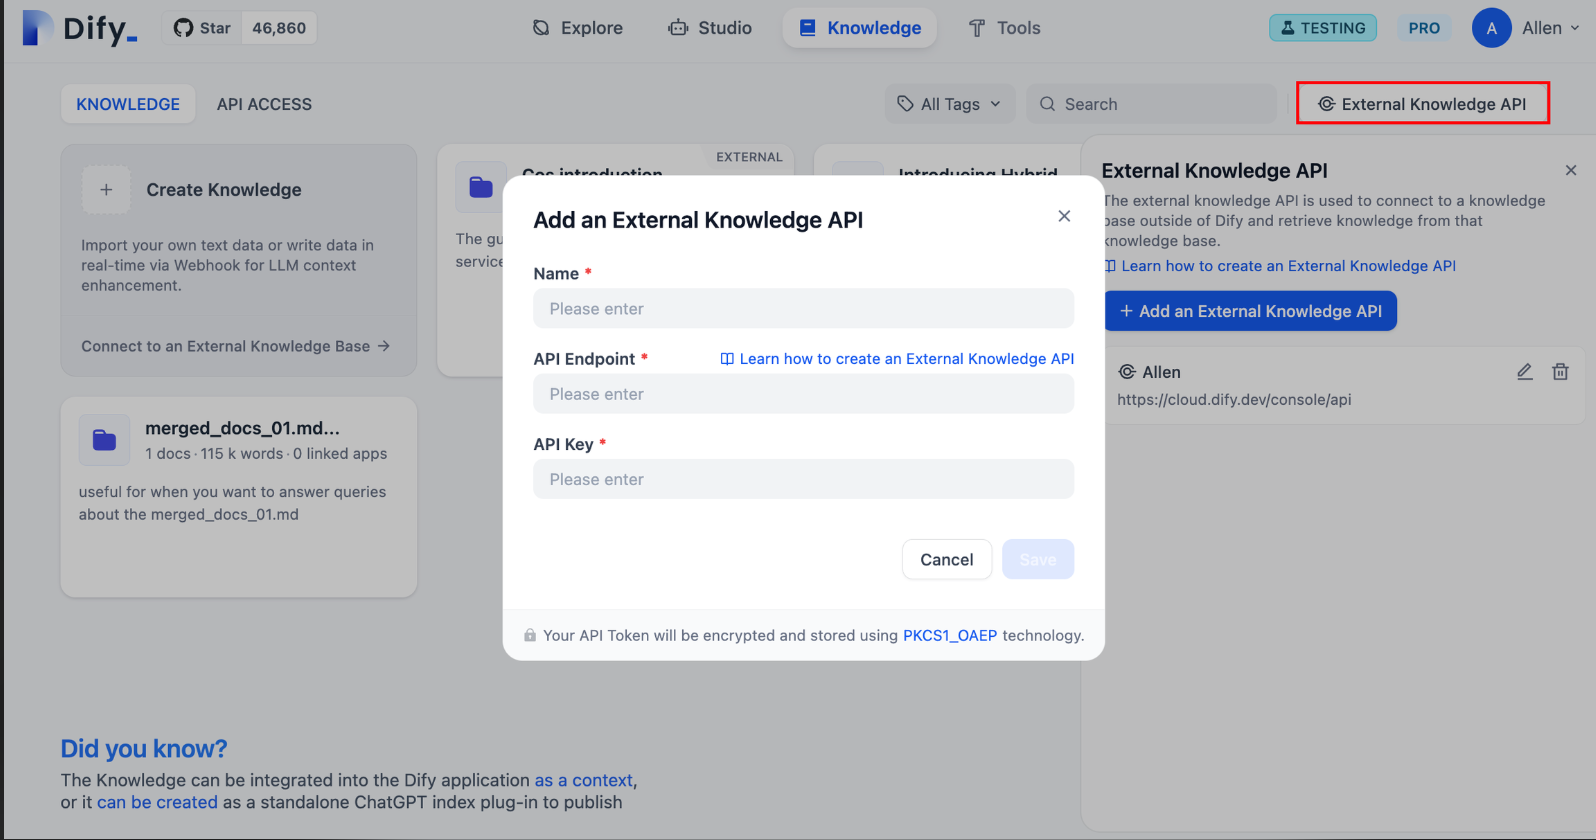 Dify_
Star 46,860
Explore
Studio
Knowledge
Tools
TESTING
PRO
A
Allen
KNOWLEDGE
API ACCESS
All Tags
Search
External Knowledge API
Create Knowledge
Import your own text data or write data in
real-time via Webhook for LLM context
enhancement.
Connect to an External Knowledge Base
EXTERNAL
introduction
The gu
service
Introducing Hybrid
merged_docs_01.md...
1 docs · 115 k words · 0 linked apps
useful for when you want to answer queries
about the merged_docs_01.md
Add an External Knowledge API
Name *
Please enter
API Endpoint *
Learn how to create an External Knowledge API
Please enter
API Key *
Please enter
Cancel
Save
Your API Token will be encrypted and stored using PKCS1_OAEP technology.
External Knowledge API
The external knowledge API is used to connect to a knowledge
base outside of Dify and retrieve knowledge from that
knowledge base.
Learn how to create an External Knowledge API
+ Add an External Knowledge API
Allen
https://cloud.dify.dev/console/api
Did you know?
The Knowledge can be integrated into the Dify application as a context,
or it can be created as a standalone ChatGPT index plug-in to publish